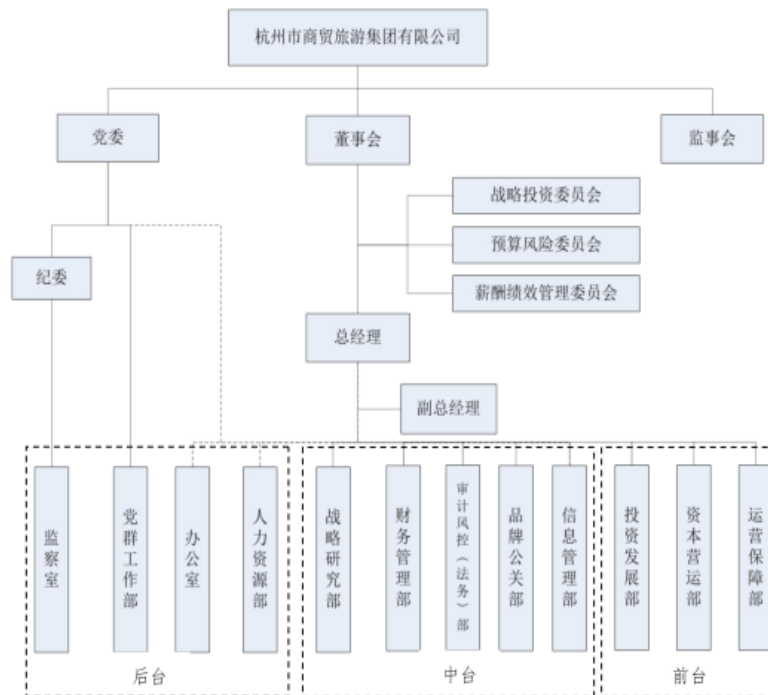 杭州市商贸旅游集团有限公司
党委
董事会
监事会
战略投资委员会
预算风险委员会
薪酬绩效管理委员会
纪委
总经理
副总经理
监察室
党群工作部
办公室
人力资源部
战略研究部
财务管理部
审计风控（法务）部
品牌公关部
信息管理部
投资发展部
资本营运部
运营保障部
后台
中台
前台